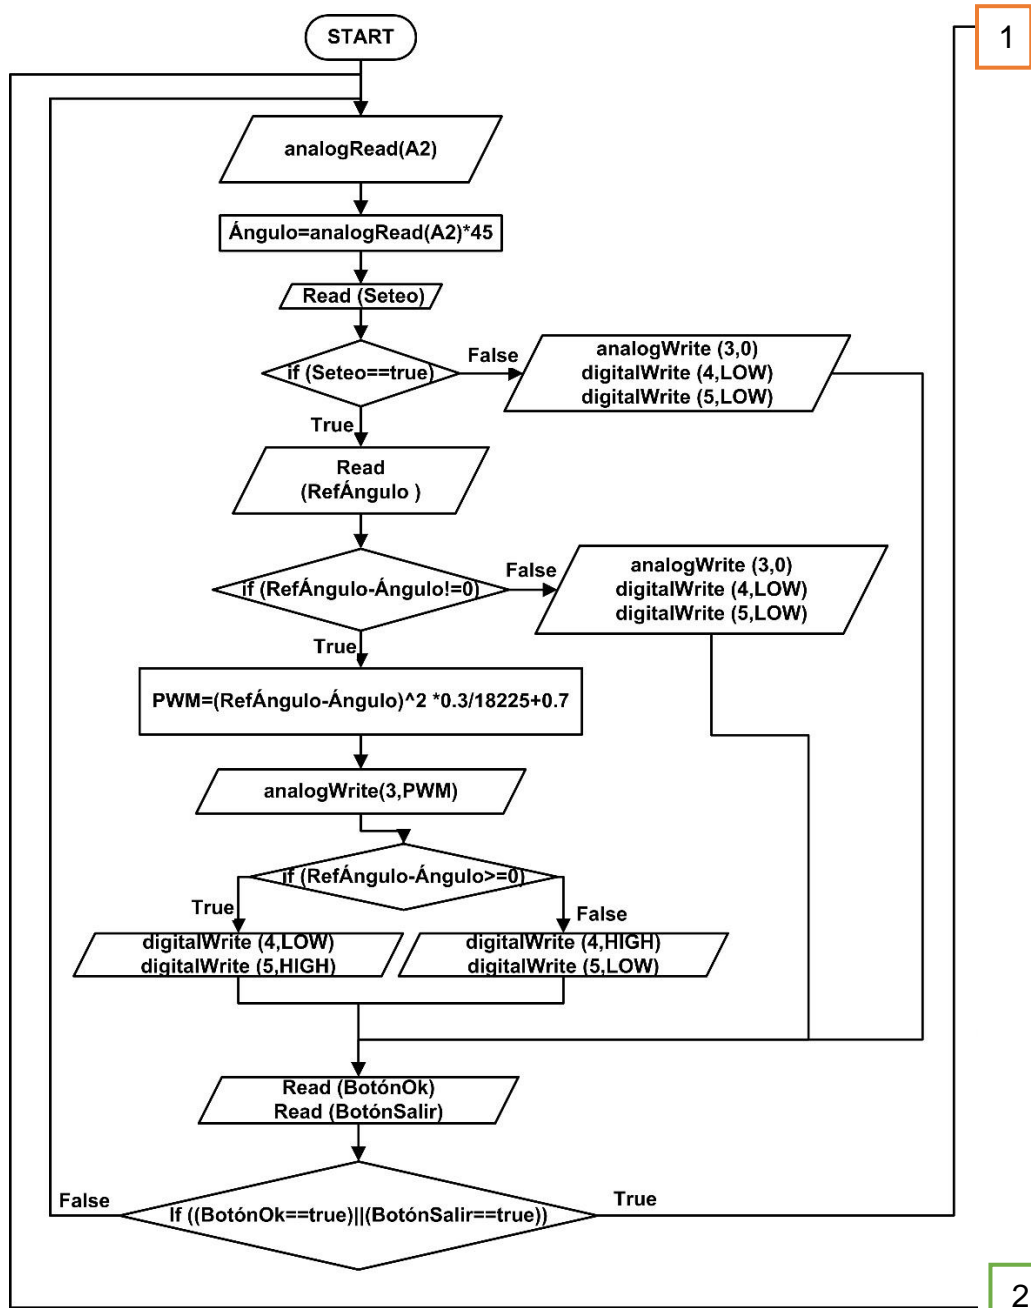 START
1
analogRead(A2)
Ángulo=analogRead(A2)*45
Read (Seteo)
if (Seteo==true)
False
analogWrite (3,0)
digitalWrite (4,LOW)
digitalWrite (5,LOW)
True
Read
(RefÁngulo )
if (RefÁngulo-Ángulo!=0)
False
analogWrite (3,0)
digitalWrite (4,LOW)
digitalWrite (5,LOW)
True
PWM=(RefÁngulo-Ángulo)^2 *0.3/18225+0.7
analogWrite(3,PWM)
if (RefÁngulo-Ángulo>=0)
True
False
digitalWrite (4,LOW)
digitalWrite (5,HIGH)
digitalWrite (4,HIGH)
digitalWrite (5,LOW)
Read (BotónOk)
Read (BotónSalir)
False
If ((BotónOk==true)||(BotónSalir==true))
True
2